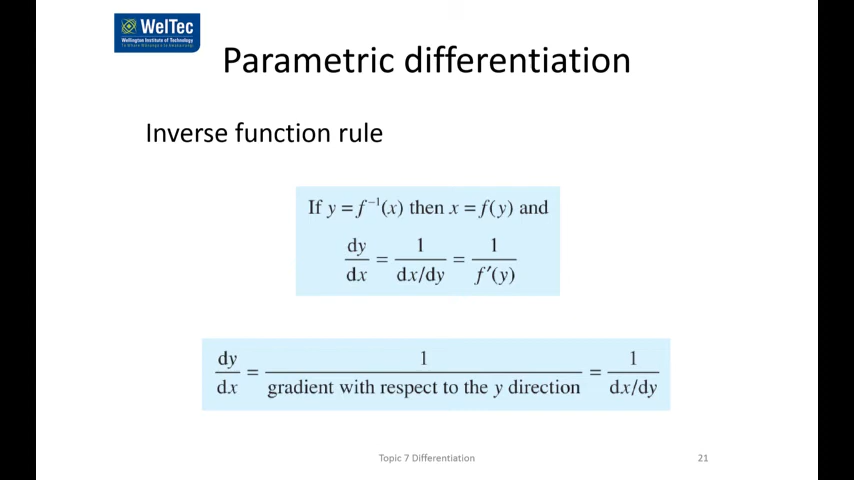 WelTec
Wellington Institute of Technology
Parametric differentiation
Inverse function rule
If y = f⁻¹(x) then x = f(y) and
dy/dx = 1/(dx/dy) = 1/f′(y)
dy/dx = 1/(gradient with respect to the y direction) = 1/(dx/dy)
Topic 7 Differentiation
21